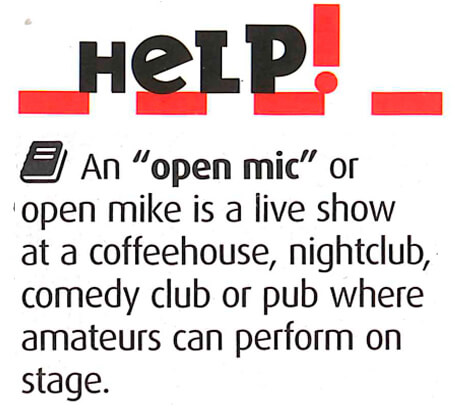 HeLP!
An “open mic” or
open mike is a live show
at a coffeehouse, nightclub,
comedy club or pub where
amateurs can perform on
stage.